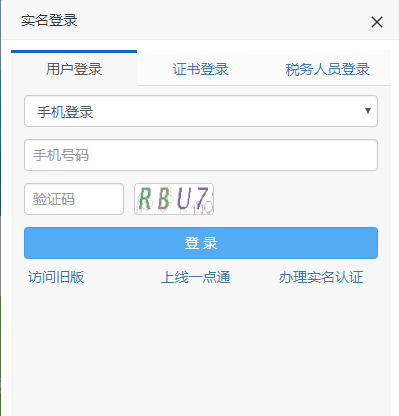 实名登录
用户登录 证书登录 税务人员登录
手机登录
手机号码
验证码 RBU7
登 录
访问旧版 上线一点通 办理实名认证